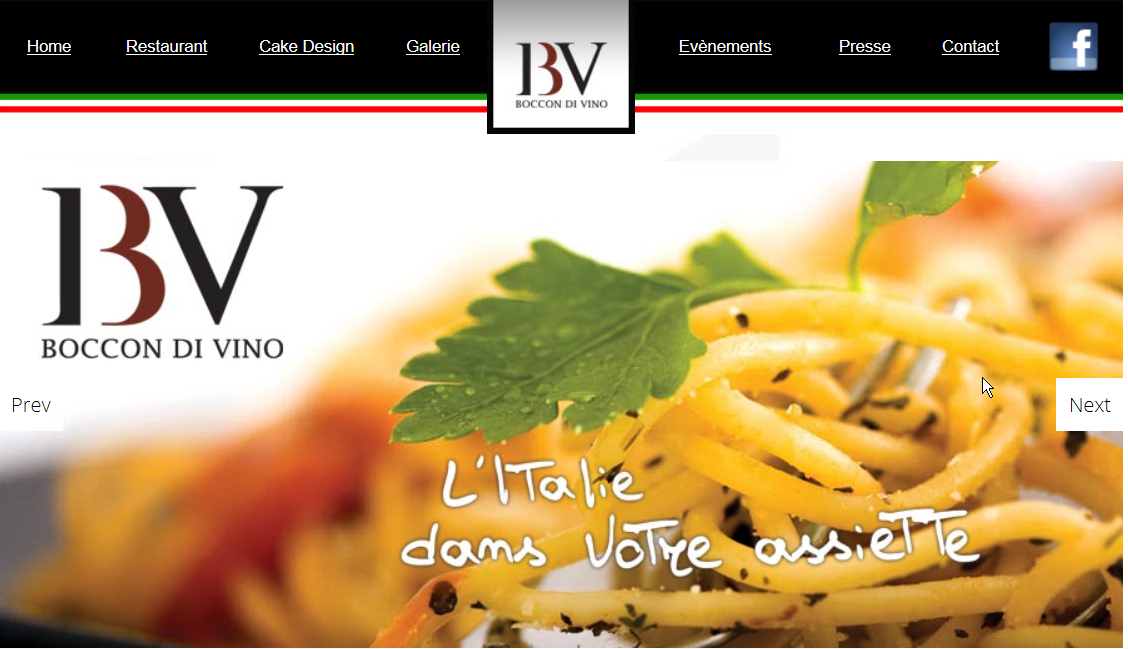 Home Restaurant Cake Design Galerie Evènements Presse Contact f
BV
BOCCON DI VINO
BV
BOCCON DI VINO
Prev
Next
L'Italie
dans votre assiette